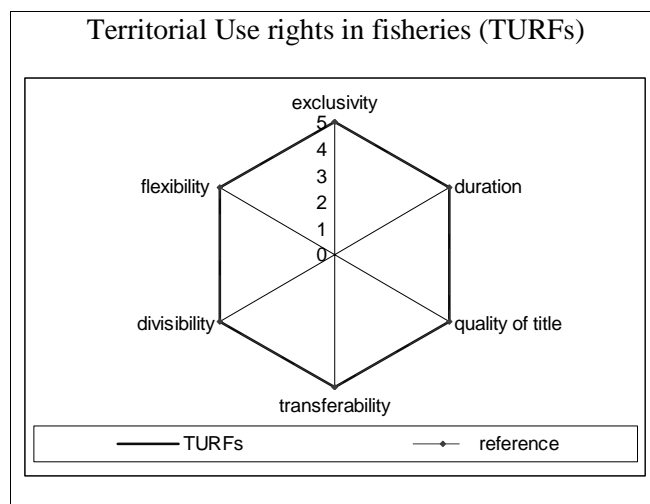 Territorial Use rights in fisheries (TURFs)
exclusivity
5
4
3
2
1
0
flexibility
duration
divisibility
quality of title
transferability
TURFs
reference